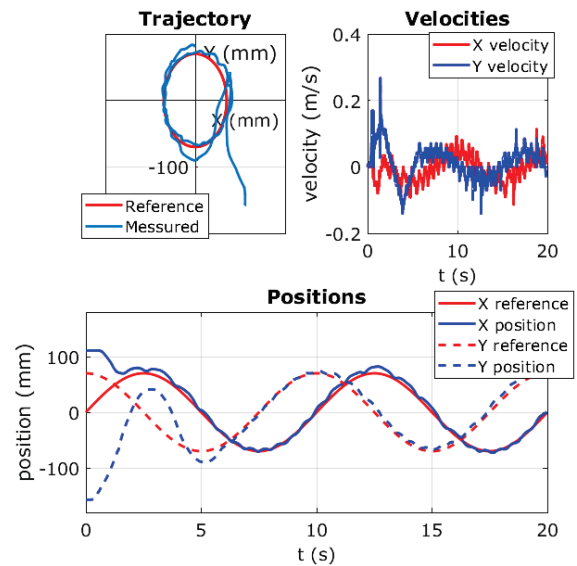 Trajectory
Y (mm)
X (mm)
-100
Reference
Messured
Velocities
X velocity
Y velocity
velocity (m/s)
0.4
0.2
0
-0.2
0 10 20
t (s)
Positions
X reference
X position
Y reference
Y position
position (mm)
100
0
-100
0 5 10 15 20
t (s)